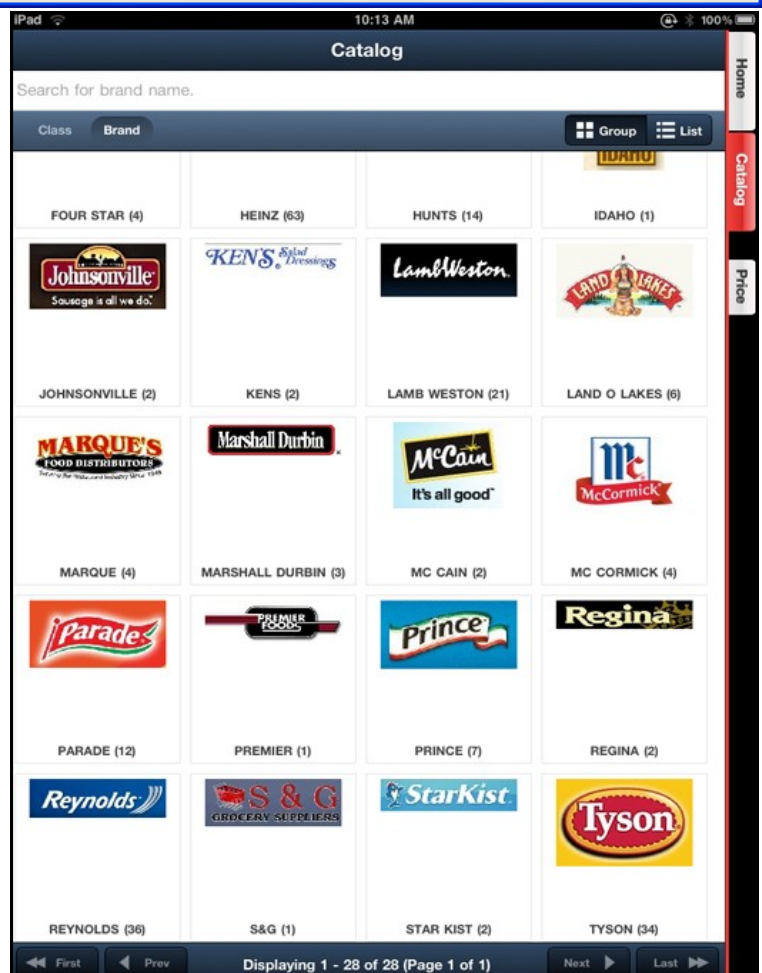 iPad 10:13 AM 100%
Catalog
Search for brand name.
Class Brand Group List
Home
Catalog
Price
IDAHO
FOUR STAR (4) HEINZ (63) HUNTS (14) IDAHO (1)
Johnsonville
Sausage is all we do.
KEN'S Salad Dressings
LambWeston
LAND O LAKES
JOHNSONVILLE (2) KENS (2) LAMB WESTON (21) LAND O LAKES (6)
MARQUE'S
FOOD DISTRIBUTORS
Marshall Durbin
McCain
It's all good
Mc
McCormick
MARQUE (4) MARSHALL DURBIN (3) MC CAIN (2) MC CORMICK (4)
Parade
PREMIER
FOODS
Prince
Regina
PARADE (12) PREMIER (1) PRINCE (7) REGINA (2)
Reynolds
S & G
GROCERY SUPPLIERS
StarKist
Tyson
REYNOLDS (36) S&G (1) STAR KIST (2) TYSON (34)
First Prev Displaying 1 - 28 of 28 (Page 1 of 1) Next Last